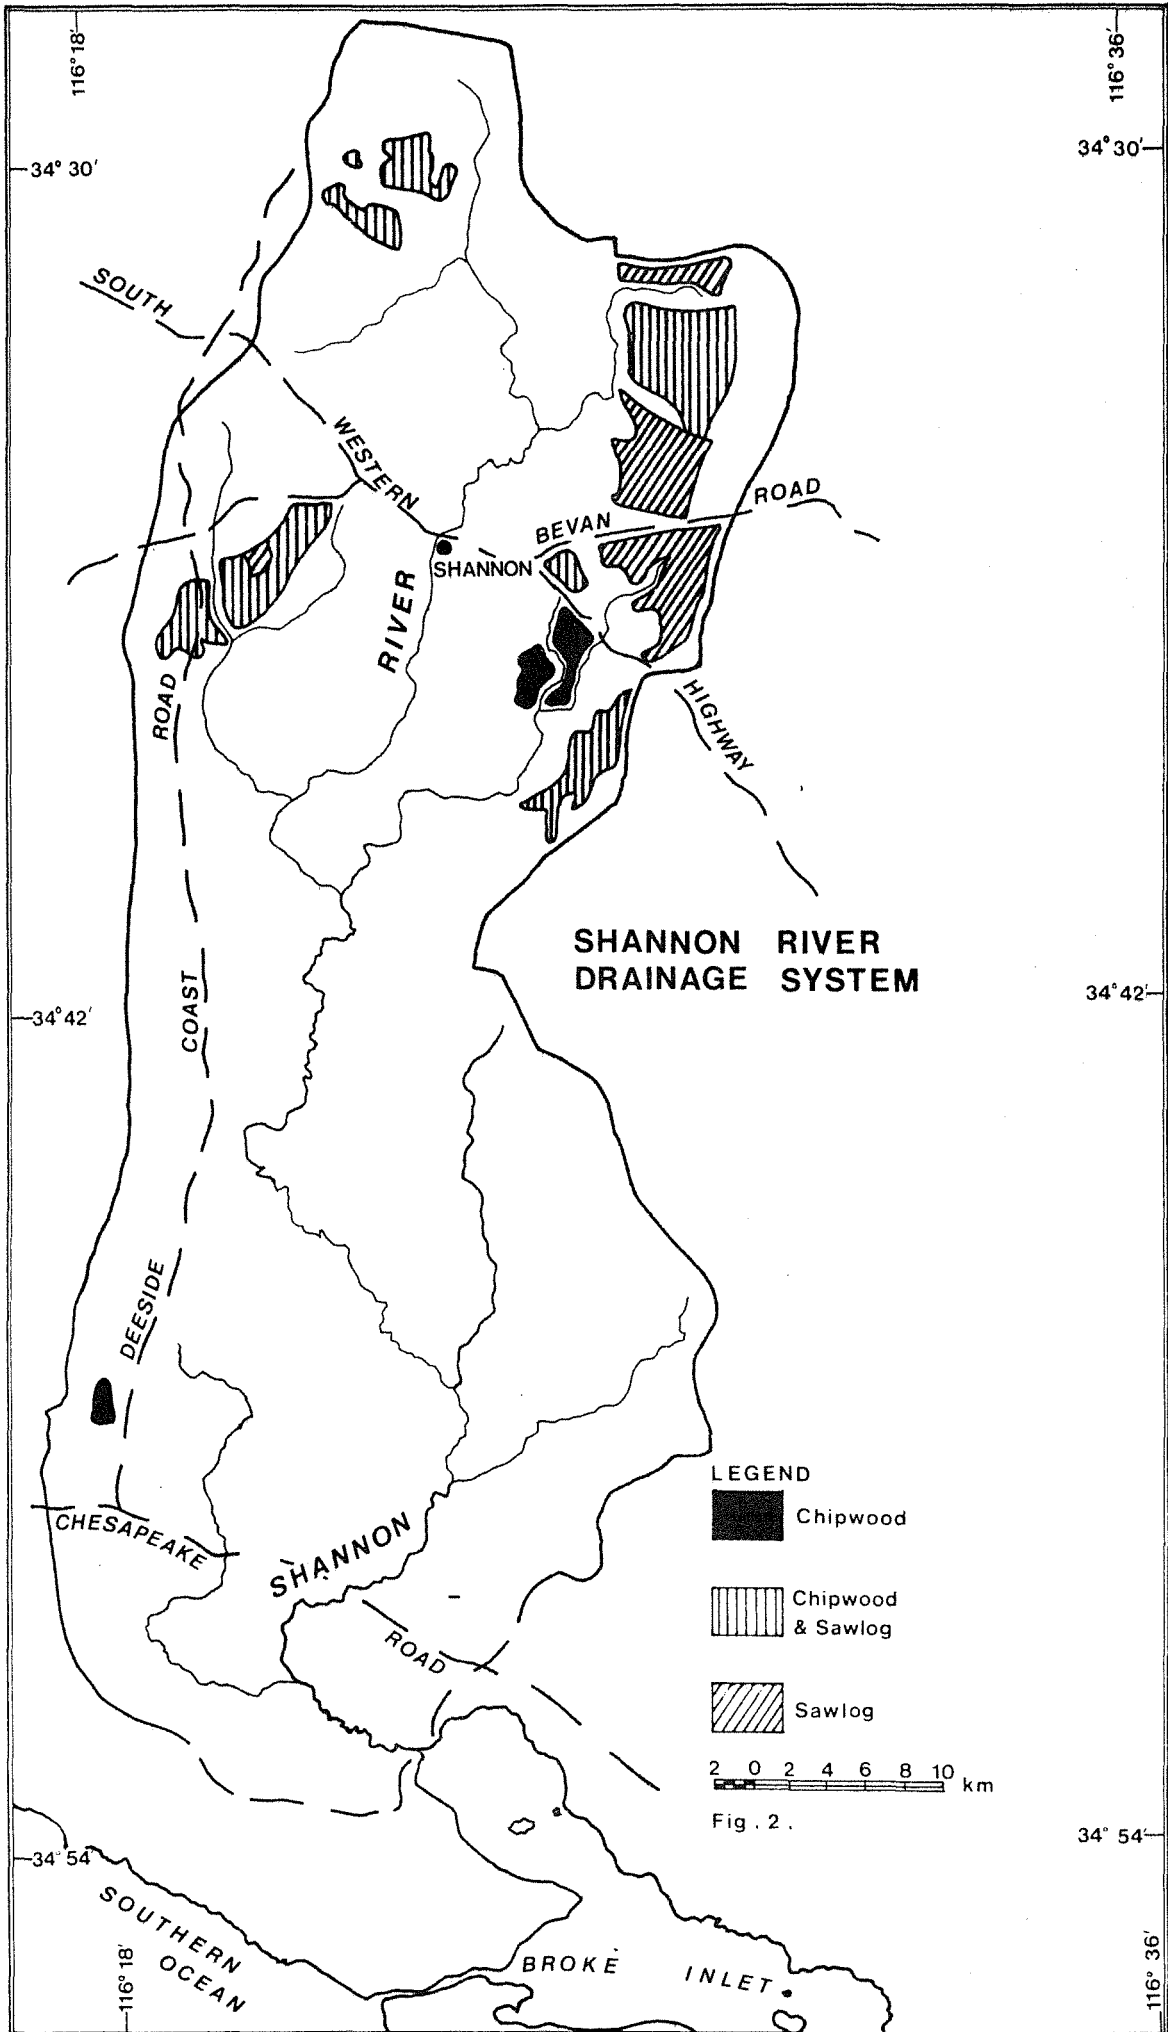 116° 18'
116° 36'
34° 30'
34° 30'
SOUTH
WESTERN
BEVAN
ROAD
SHANNON
RIVER
ROAD
HIGHWAY
SHANNON RIVER
DRAINAGE SYSTEM
COAST
34° 42'
34° 42'
DEESIDE
LEGEND
Chipwood
CHESAPEAKE
SHANNON
Chipwood
& Sawlog
ROAD
Sawlog
2 0 2 4 6 8 10 km
Fig. 2.
34° 54'
34° 54'
SOUTHERN
OCEAN
BROKE INLET
116° 18'
116° 36'